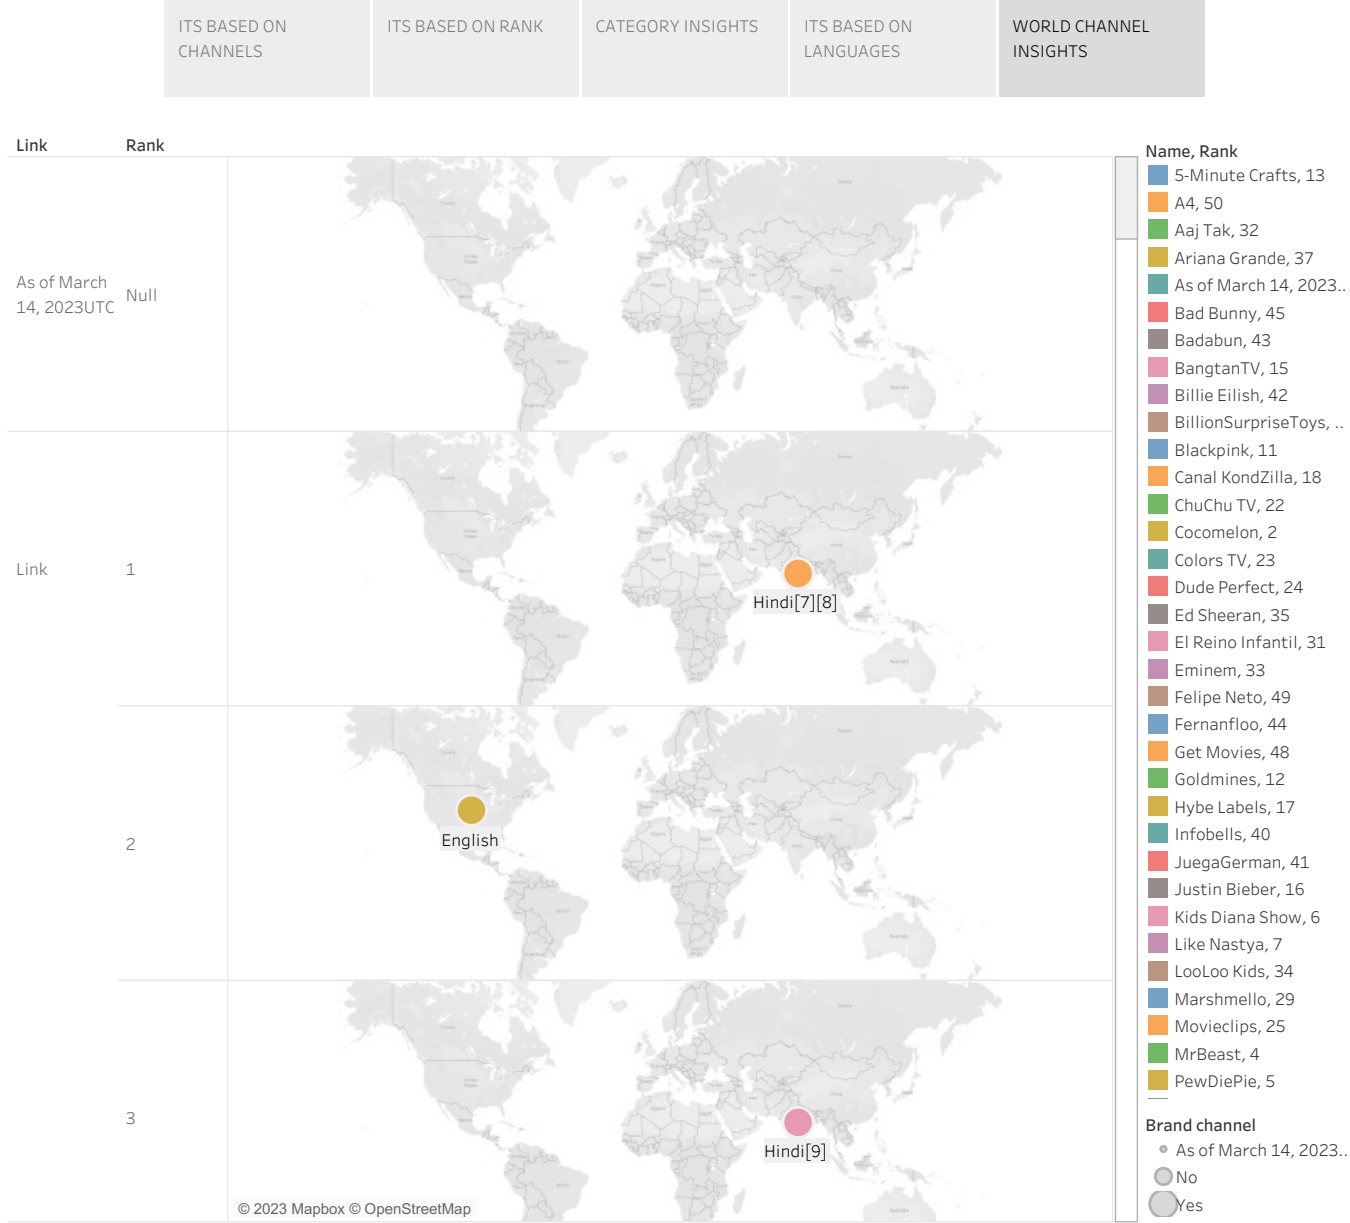 ITS BASED ON
CHANNELS
ITS BASED ON RANK
CATEGORY INSIGHTS
ITS BASED ON
LANGUAGES
WORLD CHANNEL
INSIGHTS
Link
Rank
As of March
14, 2023UTC
Null
Link
1
Hindi[7][8]
2
English
3
Hindi[9]
© 2023 Mapbox © OpenStreetMap
Name, Rank
5-Minute Crafts, 13
A4, 50
Aaj Tak, 32
Ariana Grande, 37
As of March 14, 2023..
Bad Bunny, 45
Badabun, 43
BangtanTV, 15
Billie Eilish, 42
BillionSurpriseToys, ..
Blackpink, 11
Canal KondZilla, 18
ChuChu TV, 22
Cocomelon, 2
Colors TV, 23
Dude Perfect, 24
Ed Sheeran, 35
El Reino Infantil, 31
Eminem, 33
Felipe Neto, 49
Fernanfloo, 44
Get Movies, 48
Goldmines, 12
Hybe Labels, 17
Infobells, 40
JuegaGerman, 41
Justin Bieber, 16
Kids Diana Show, 6
Like Nastya, 7
LooLoo Kids, 34
Marshmello, 29
Movieclips, 25
MrBeast, 4
PewDiePie, 5
Brand channel
As of March 14, 2023..
No
Yes